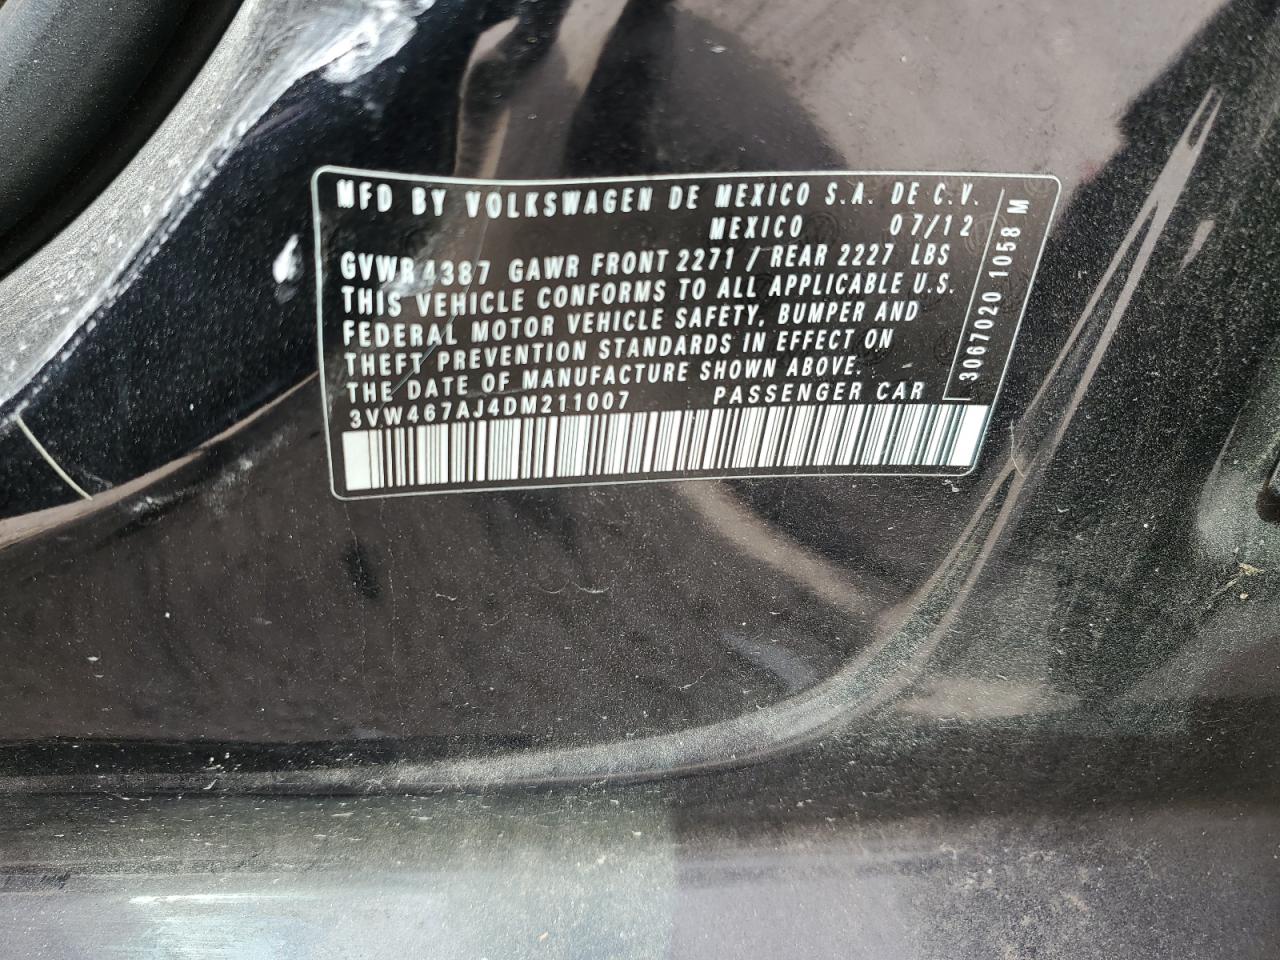 MFD BY VOLKSWAGEN DE MEXICO S.A. DE C.V.
MEXICO 07/12
GVWR 4387 GAWR FRONT 2271 / REAR 2227 LBS
THIS VEHICLE CONFORMS TO ALL APPLICABLE U.S.
FEDERAL MOTOR VEHICLE SAFETY, BUMPER AND
THEFT PREVENTION STANDARDS IN EFFECT ON
THE DATE OF MANUFACTURE SHOWN ABOVE.
3VW467AJ4DM211007 PASSENGER CAR
3067020 1058 M